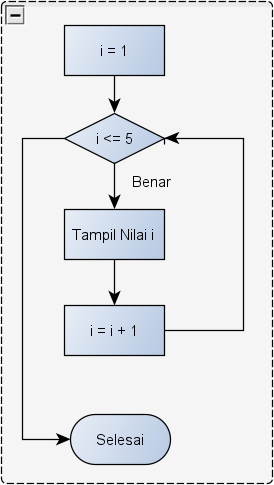 i = 1
i <= 5
Benar
Tampil Nilai i
i = i + 1
Selesai